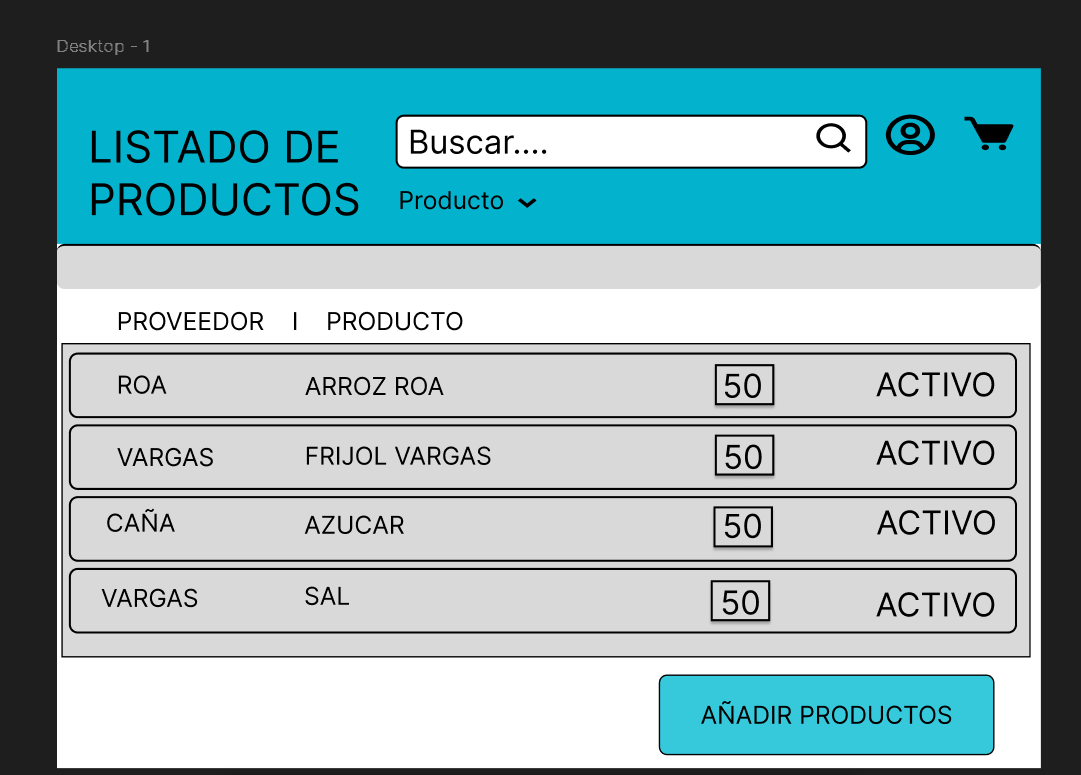 Desktop - 1
LISTADO DE
PRODUCTOS
Buscar....
Producto
PROVEEDOR I PRODUCTO
ROA ARROZ ROA 50 ACTIVO
VARGAS FRIJOL VARGAS 50 ACTIVO
CAÑA AZUCAR 50 ACTIVO
VARGAS SAL 50 ACTIVO
AÑADIR PRODUCTOS